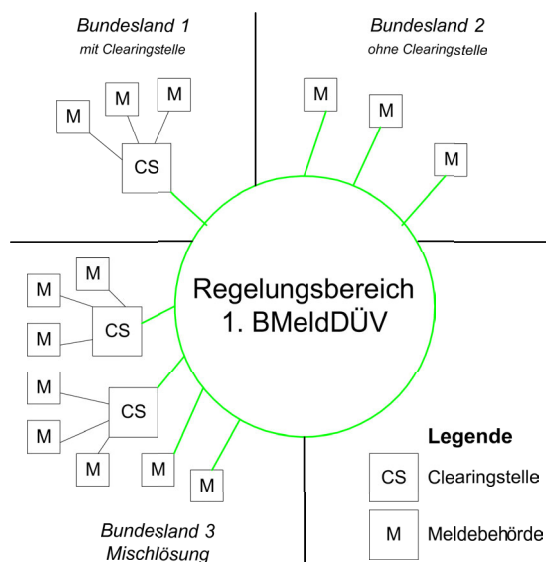 Bundesland 1
mit Clearingstelle
Bundesland 2
ohne Clearingstelle
M
M
M
CS
M
M
M
Regelungsbereich
1. BMeldDÜV
M
M
M
CS
M
M
M
CS
M
M
Bundesland 3
Mischlösung
Legende
CS Clearingstelle
M Meldebehörde